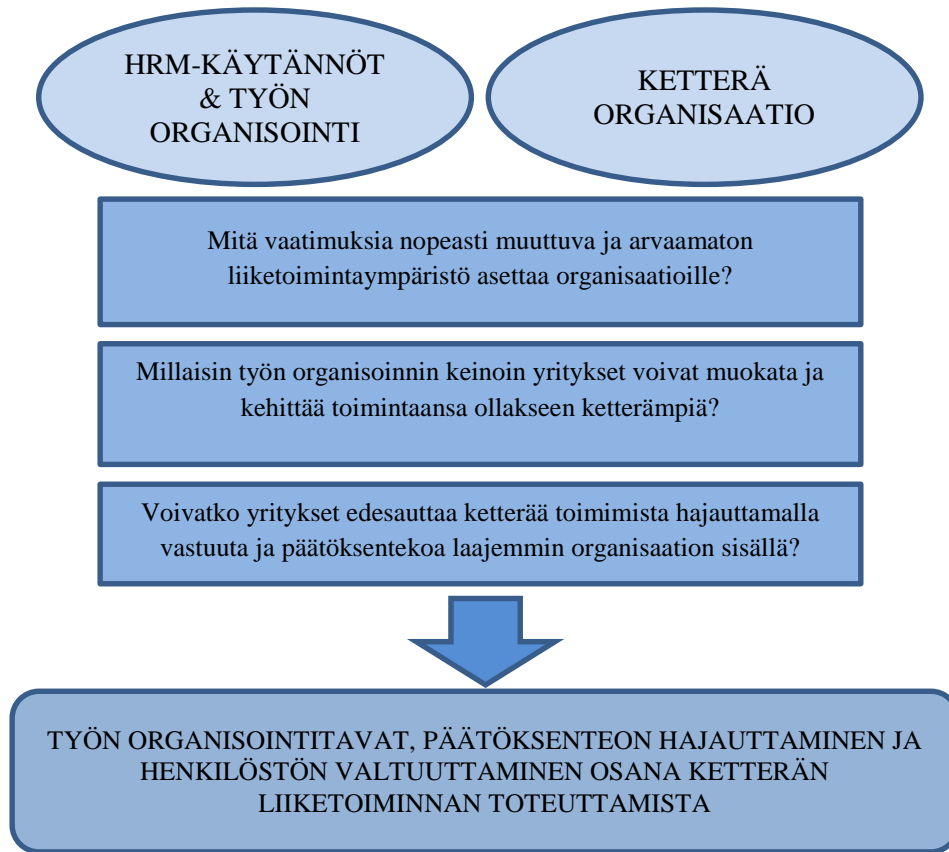 HRM-KÄYTÄNNÖT
& TYÖN
ORGANISOINTI
KETTERÄ
ORGANISAATIO
Mitä vaatimuksia nopeasti muuttuva ja arvaamaton
liiketoimintaympäristö asettaa organisaatioille?
Millaisin työn organisoinnin keinoin yritykset voivat muokata ja
kehittää toimintaansa ollakseen ketterämpiä?
Voivatko yritykset edesauttaa ketterää toimimista hajauttamalla
vastuuta ja päätöksentekoa laajemmin organisaation sisällä?
TYÖN ORGANISOINTITAVAT, PÄÄTÖKSENTEON HAJAUTTAMINEN JA
HENKILÖSTÖN VALTUUTTAMINEN OSANA KETTERÄN
LIIKETOIMINNAN TOTEUTTAMISTA